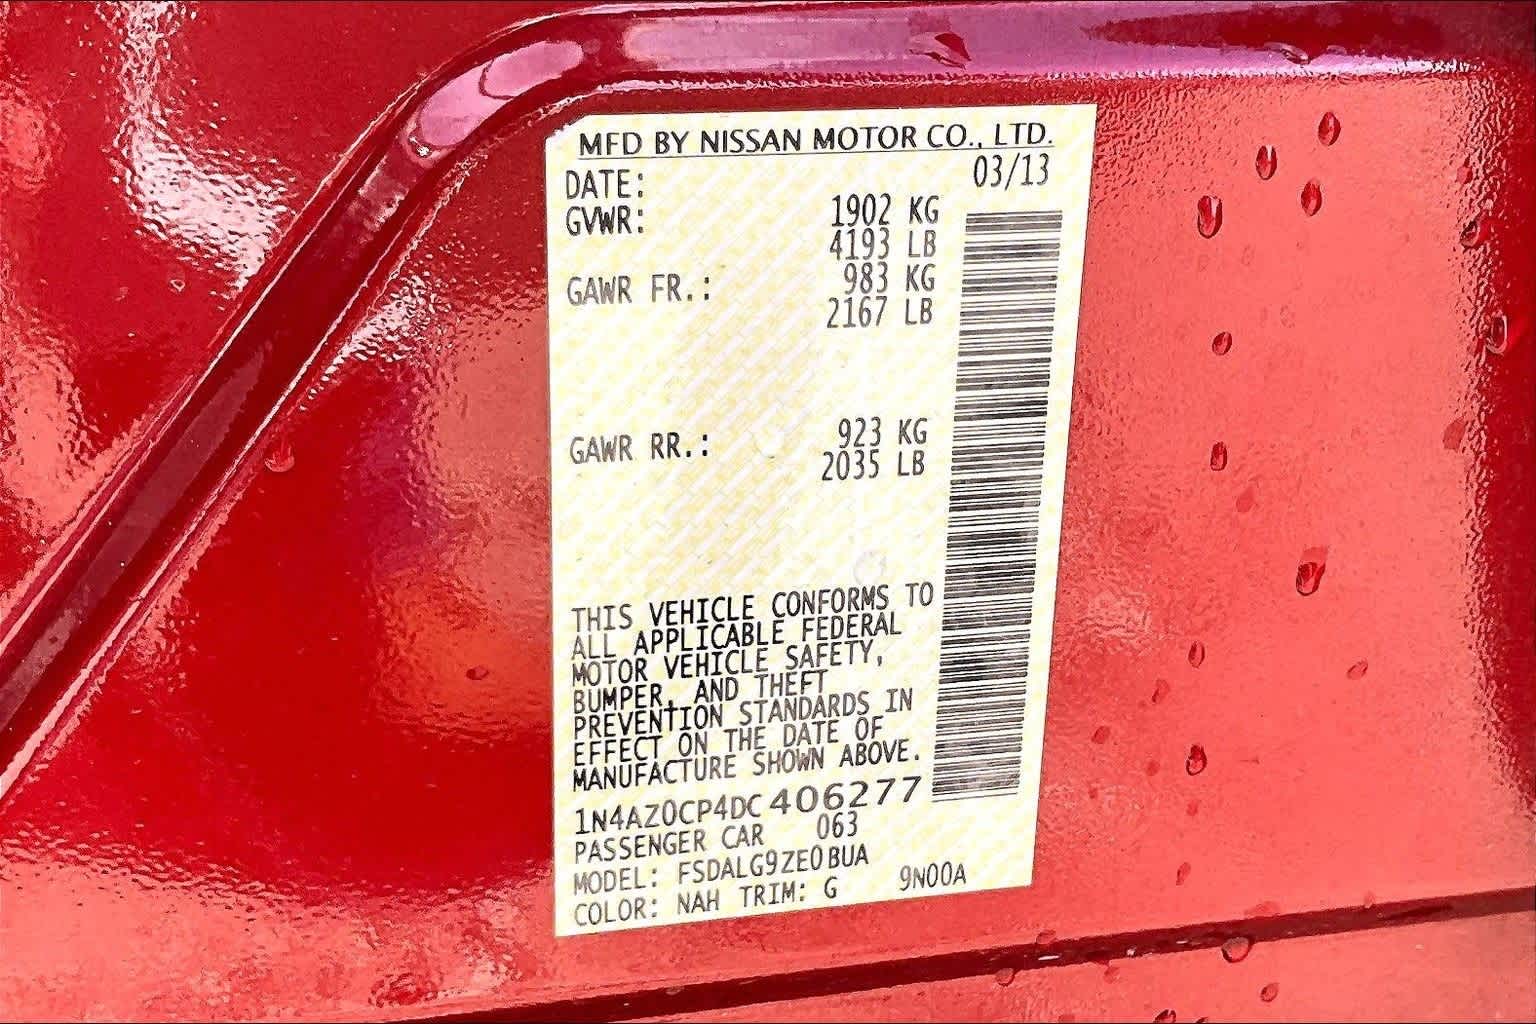 MFD BY NISSAN MOTOR CO., LTD.
DATE: 03/13
GVWR: 1902 KG
4193 LB
GAWR FR.: 983 KG
2167 LB
GAWR RR.: 923 KG
2035 LB
THIS VEHICLE CONFORMS TO
ALL APPLICABLE FEDERAL
MOTOR VEHICLE SAFETY,
BUMPER, AND THEFT
PREVENTION STANDARDS IN
EFFECT ON THE DATE OF
MANUFACTURE SHOWN ABOVE.
1N4AZ0CP4DC406277
PASSENGER CAR 063
MODEL: FSDALG9ZE0BUA
COLOR: NAH TRIM: G 9N00A